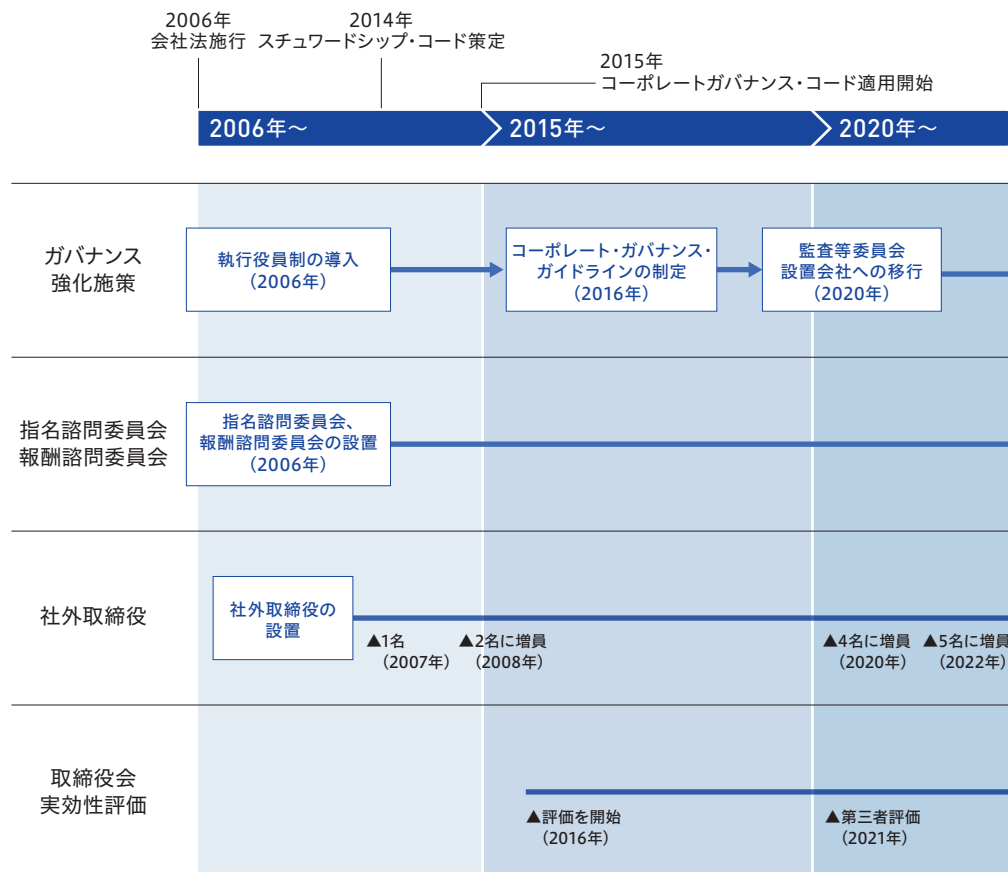 2006年
会社法施行
2014年
スチュワードシップ・コード策定
2015年
コーポレートガバナンス・コード適用開始
2006年～
2015年～
2020年～
ガバナンス
強化施策
執行役員制の導入
（2006年）
コーポレート・ガバナンス・
ガイドラインの制定
（2016年）
監査等委員会
設置会社への移行
（2020年）
指名諮問委員会
報酬諮問委員会
指名諮問委員会、
報酬諮問委員会の設置
（2006年）
社外取締役
社外取締役の
設置
▲1名
（2007年）
▲2名に増員
（2008年）
▲4名に増員
（2020年）
▲5名に増員
（2022年）
取締役会
実効性評価
▲評価を開始
（2016年）
▲第三者評価
（2021年）